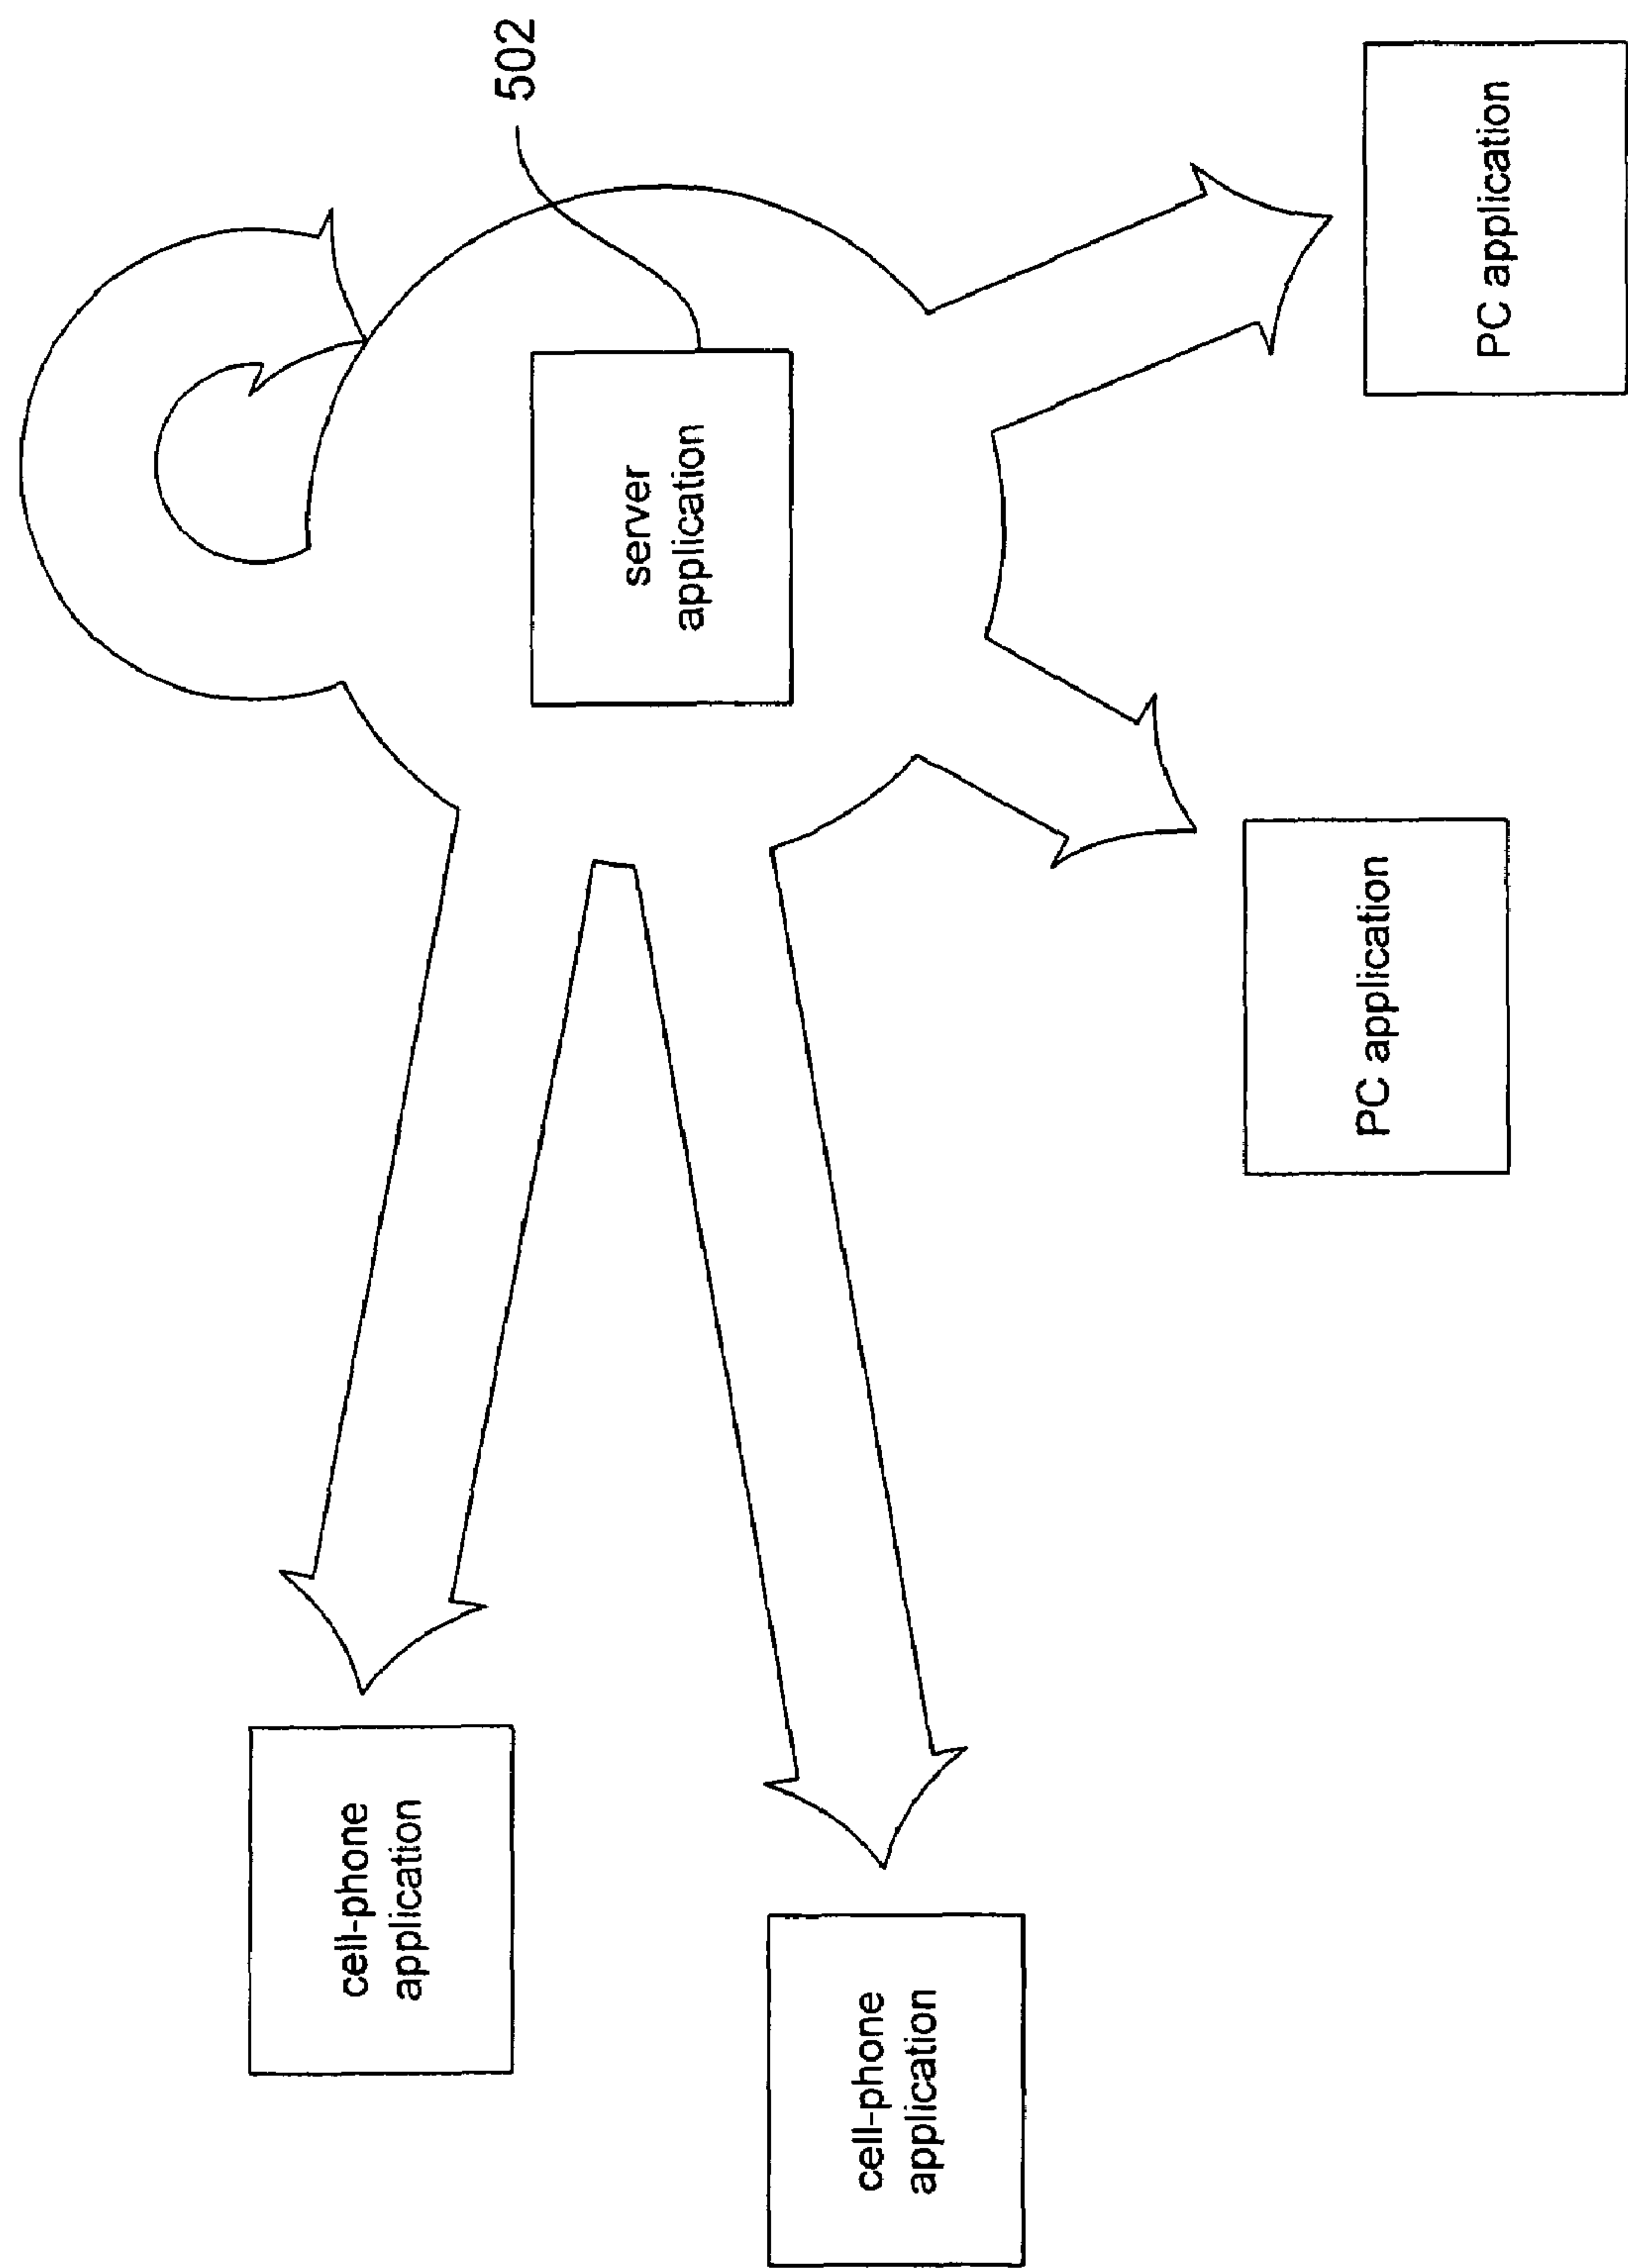 cell-phone
application
502
server
application
cell-phone
application
PC application
PC application